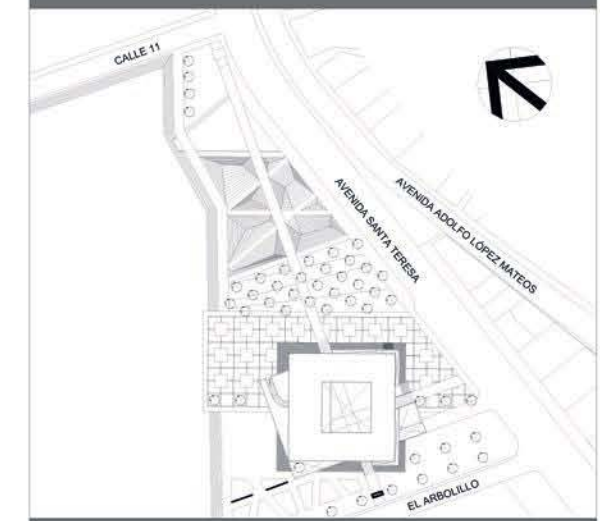 CALLE 11
AVENIDA SANTA TERESA
AVENIDA ADOLFO LÓPEZ MATEOS
EL ARBOLILLO